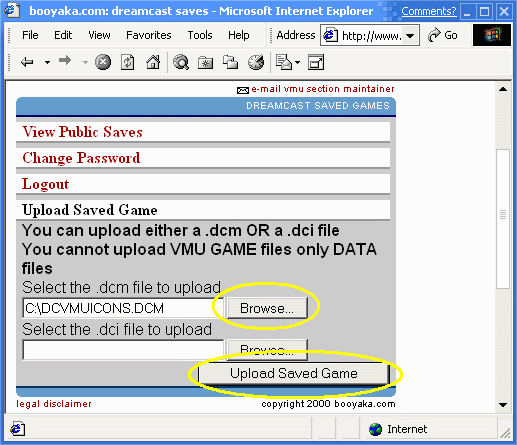 booyaka.com: dreamcast saves - Microsoft Internet Explorer Comments?
File Edit View Favorites Tools Help Address http://www. Go Links
e-mail vmu section maintainer
DREAMCAST SAVED GAMES
View Public Saves
Change Password
Logout
Upload Saved Game
You can upload either a .dcm OR a .dci file
You cannot upload VMU GAME files only DATA
files
Select the .dcm file to upload
C:\DCVMUICONS.DCM Browse...
Select the .dci file to upload
Browse...
Upload Saved Game
legal disclaimer copyright 2000 booyaka.com
Internet